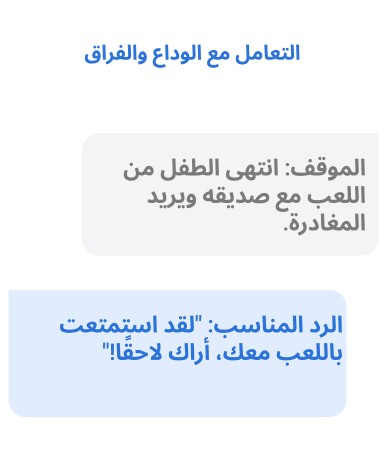 التعامل مع الوداع والفراق
الموقف: انتهى الطفل من
اللعب مع صديقه ويريد
المغادرة.
الرد المناسب: "لقد استمتعت
باللعب معك، أراك لاحقًا!"